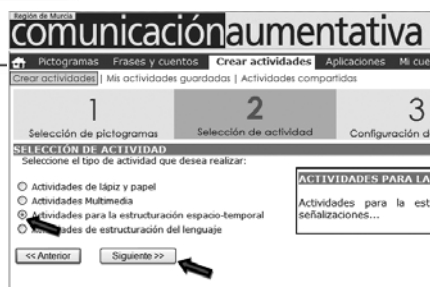 Región de Murcia
comunicaciónaumentativa
Pictogramas Frases y cuentos Crear actividades Aplicaciones Mi cue
Crear actividades | Mis actividades guardadas | Actividades compartidas
1 2 3
Selección de pictogramas Selección de actividad Configuración d
SELECCIÓN DE ACTIVIDAD
Seleccione el tipo de actividad que desea realizar:
Actividades de lápiz y papel
Actividades Multimedia
Actividades para la estructuración espacio-temporal
des de estructuración del lenguaje
ACTIVIDADES PARA LA
Actividades para la est
señalizaciones...
<< Anterior Siguiente >>